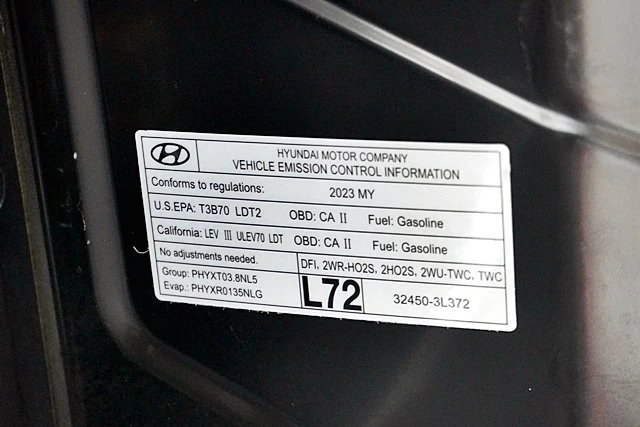 HYUNDAI MOTOR COMPANY
VEHICLE EMISSION CONTROL INFORMATION
Conforms to regulations: 2023 MY
U.S.EPA: T3B70 LDT2 OBD: CA II Fuel: Gasoline
California: LEV III ULEV70 LDT OBD: CA II Fuel: Gasoline
No adjustments needed. DFI, 2WR-HO2S, 2HO2S, 2WU-TWC, TWC
Group: PHYXT03.8NL5
Evap.: PHYXR0135NLG
L72 32450-3L372